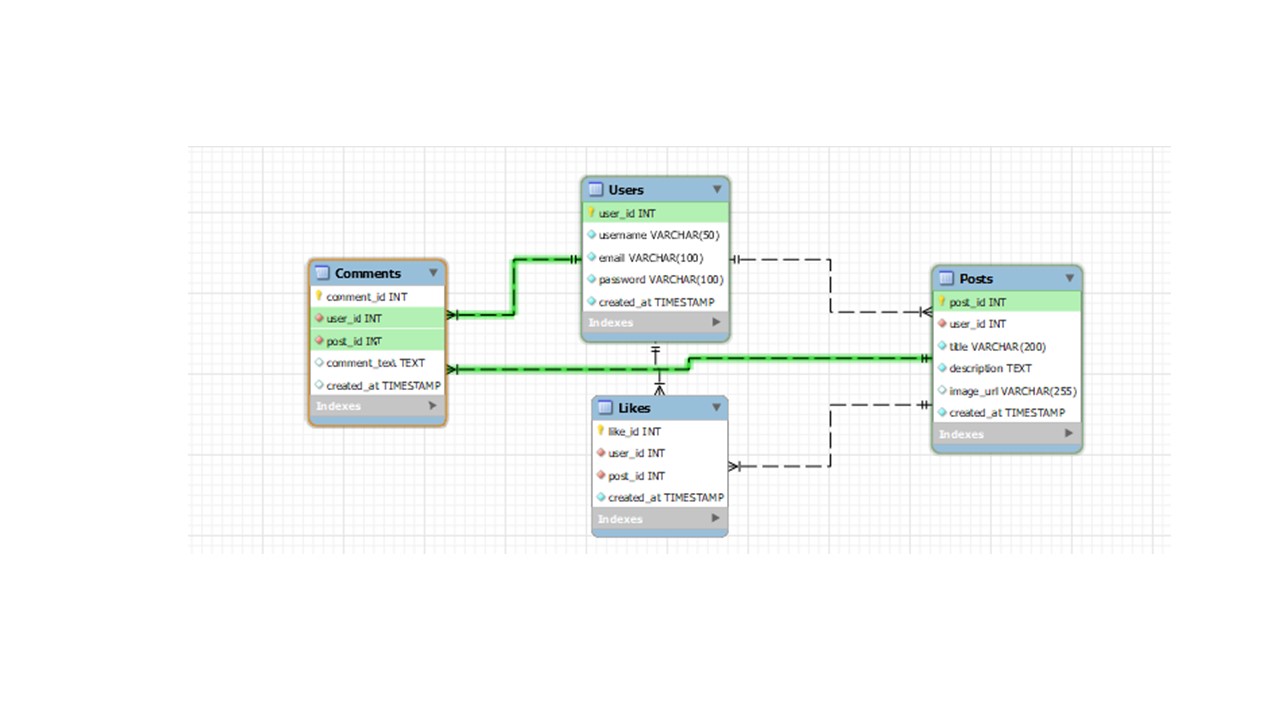 Users
user_id INT
username VARCHAR(50)
email VARCHAR(100)
password VARCHAR(100)
created_at TIMESTAMP
Indexes
Comments
comment_id INT
user_id INT
post_id INT
comment_text TEXT
created_at TIMESTAMP
Indexes
Posts
post_id INT
user_id INT
title VARCHAR(200)
description TEXT
image_url VARCHAR(255)
created_at TIMESTAMP
Indexes
Likes
like_id INT
user_id INT
post_id INT
created_at TIMESTAMP
Indexes